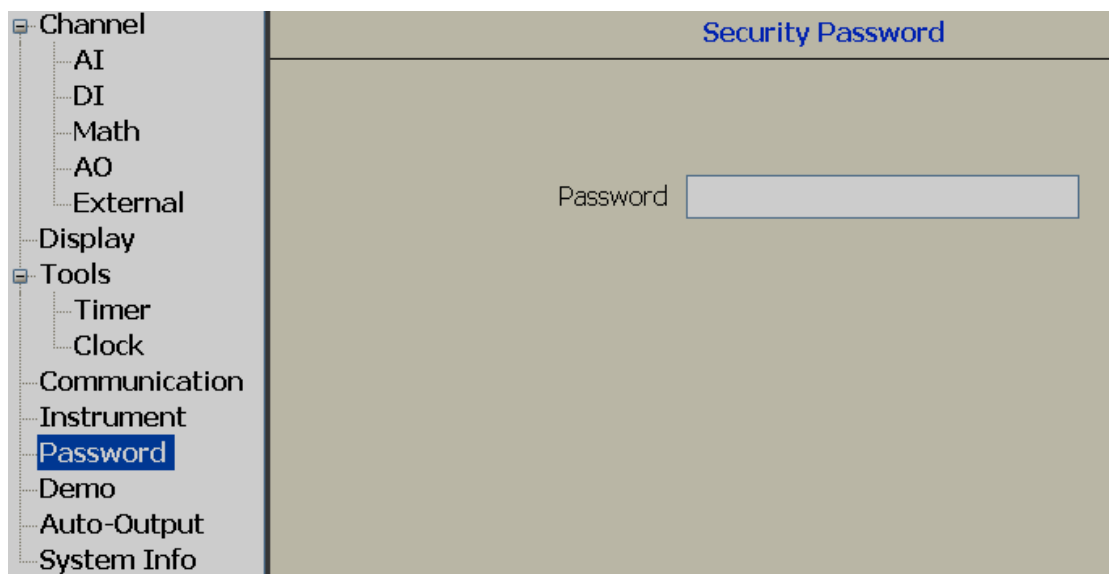 Channel
AI
DI
Math
AO
External
Display
Tools
Timer
Clock
Communication
Instrument
Password
Demo
Auto-Output
System Info
Security Password
Password